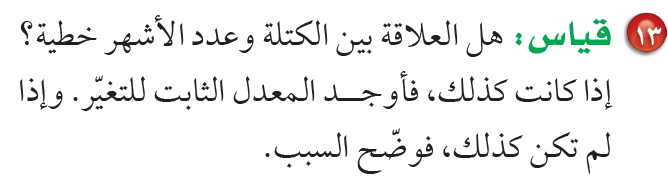 ١٣ قياس: هل العلاقة بين الكتلة وعدد الأشهر خطية؟
إذا كانت كذلك، فأوجد المعدل الثابت للتغيّر. وإذا
لم تكن كذلك، فوضّح السبب.